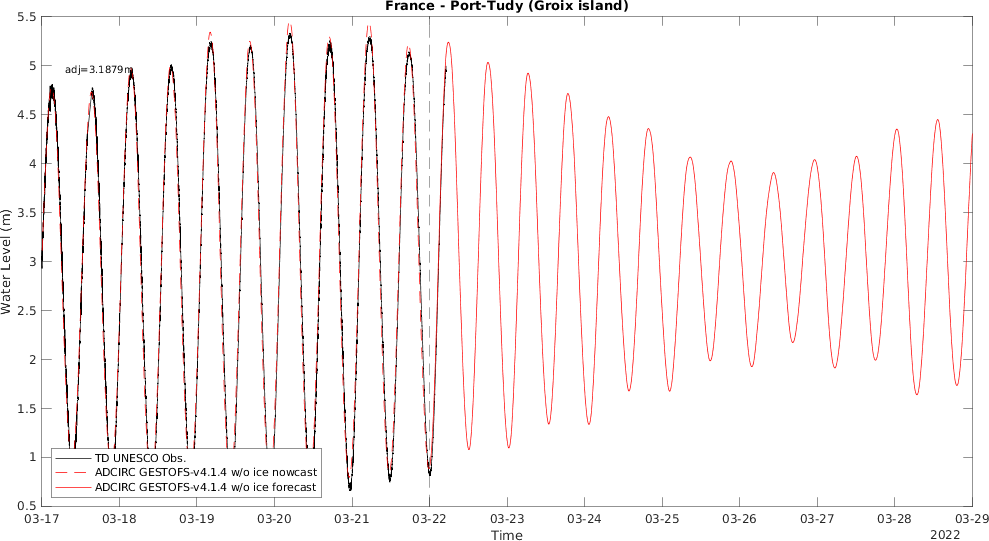 France - Port-Tudy (Groix island)
5.5
5
4.5
4
3.5
3
2.5
2
1.5
1
0.5
Water Level (m)
adj=3.1879m
TD UNESCO Obs.
ADCIRC GESTOFS-v4.1.4 w/o ice nowcast
ADCIRC GESTOFS-v4.1.4 w/o ice forecast
03-17 03-18 03-19 03-20 03-21 03-22 03-23 03-24 03-25 03-26 03-27 03-28 03-29
Time
2022